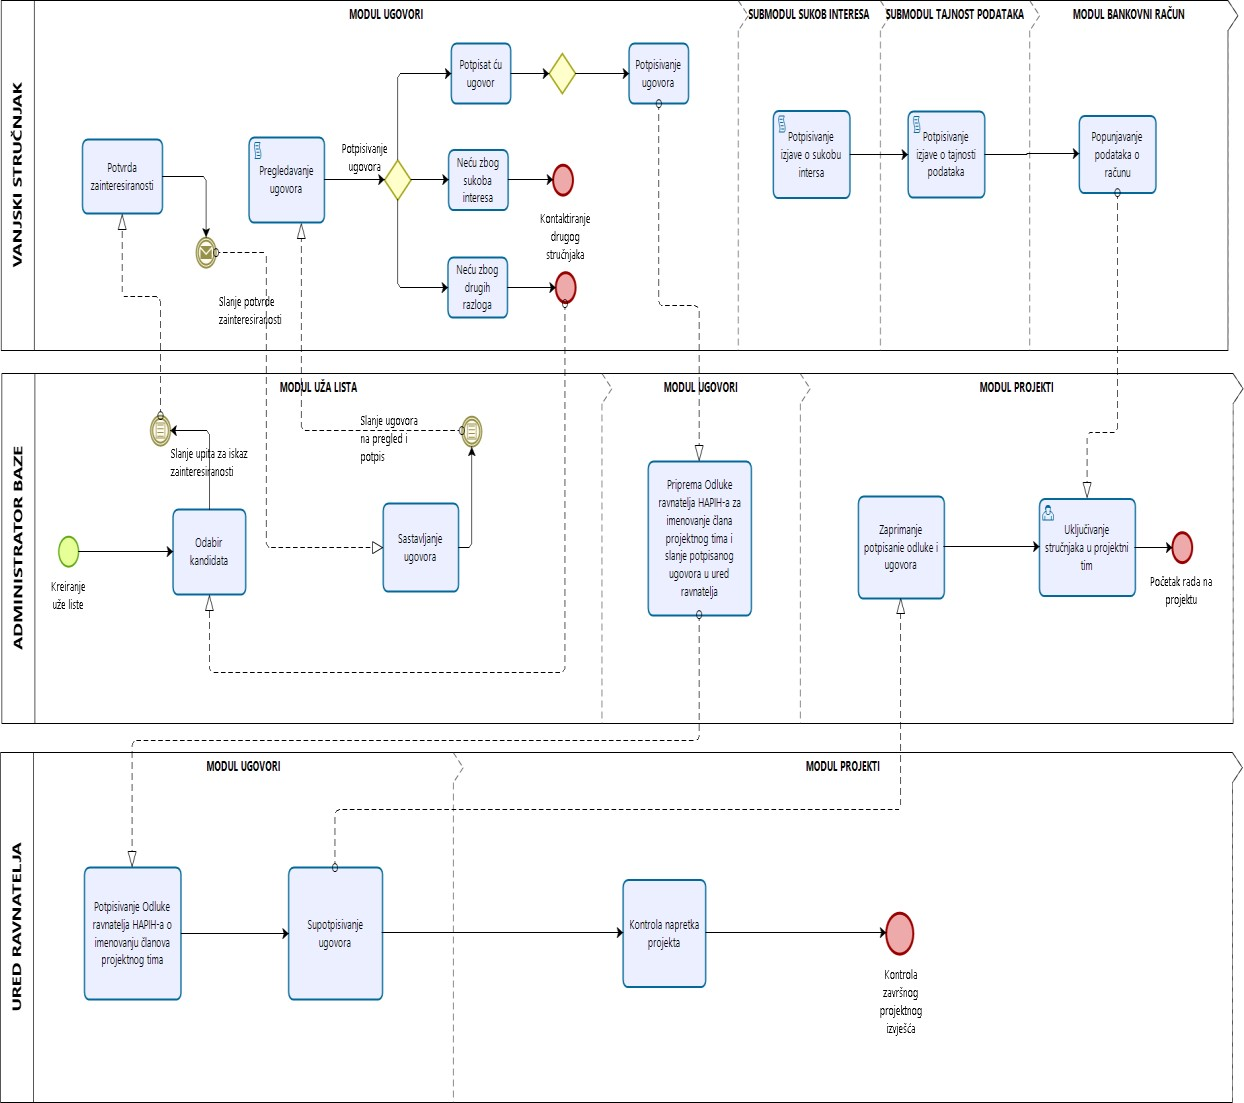 VANJSKI STRUČNJAK
MODUL UGOVORI
SUBMODUL SUKOB INTERESA
SUBMODUL TAJNOST PODATAKA
MODUL BANKOVNI RAČUN
Potvrda
zainteresiranosti
Slanje potvrde
zainteresiranosti
Pregledavanje
ugovora
Potpisivanje
ugovora
Potpisat ću
ugovor
Potpisivanje
ugovora
Neću zbog
sukoba
interesa
Kontaktiranje
drugog
stručnjaka
Neću zbog
drugih
razloga
Potpisivanje
izjave o sukobu
intersa
Potpisivanje
izjave o tajnosti
podataka
Popunjavanje
podataka o
računu
ADMINISTRATOR BAZE
MODUL UŽA LISTA
MODUL UGOVORI
MODUL PROJEKTI
Kreiranje
uže liste
Slanje upita za iskaz
zainteresiranosti
Odabir
kandidata
Slanje ugovora
na pregled i
potpis
Sastavljanje
ugovora
Priprema Odluke
ravnatelja HAPIH-a za
imenovanje člana
projektnog tima i
slanje potpisanog
ugovora u ured
ravnatelja
Zaprimanje
potpisanie odluke i
ugovora
Uključivanje
stručnjaka u projektni
tim
Početak rada na
projektu
URED RAVNATELJA
MODUL UGOVORI
MODUL PROJEKTI
Potpisivanje Odluke
ravnatelja HAPIH-a o
imenovanju članova
projektnog tima
Supotpisivanje
ugovora
Kontrola napretka
projekta
Kontrola
završnog
projektnog
izvješća